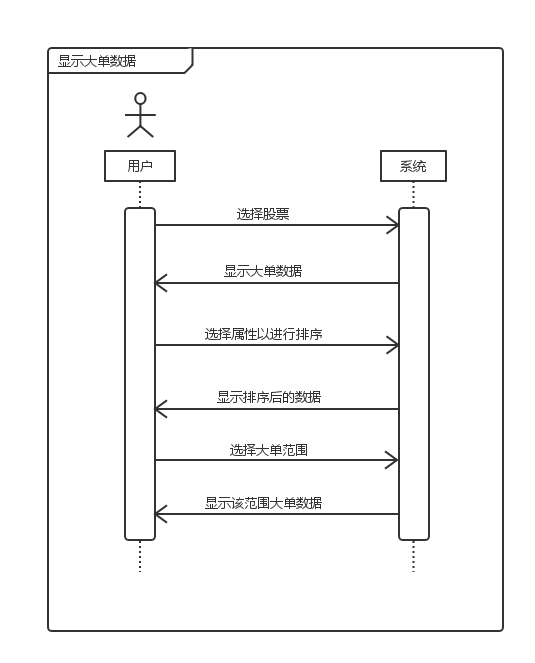 显示大单数据
用户
系统
选择股票
显示大单数据
选择属性以进行排序
显示排序后的数据
选择大单范围
显示该范围大单数据